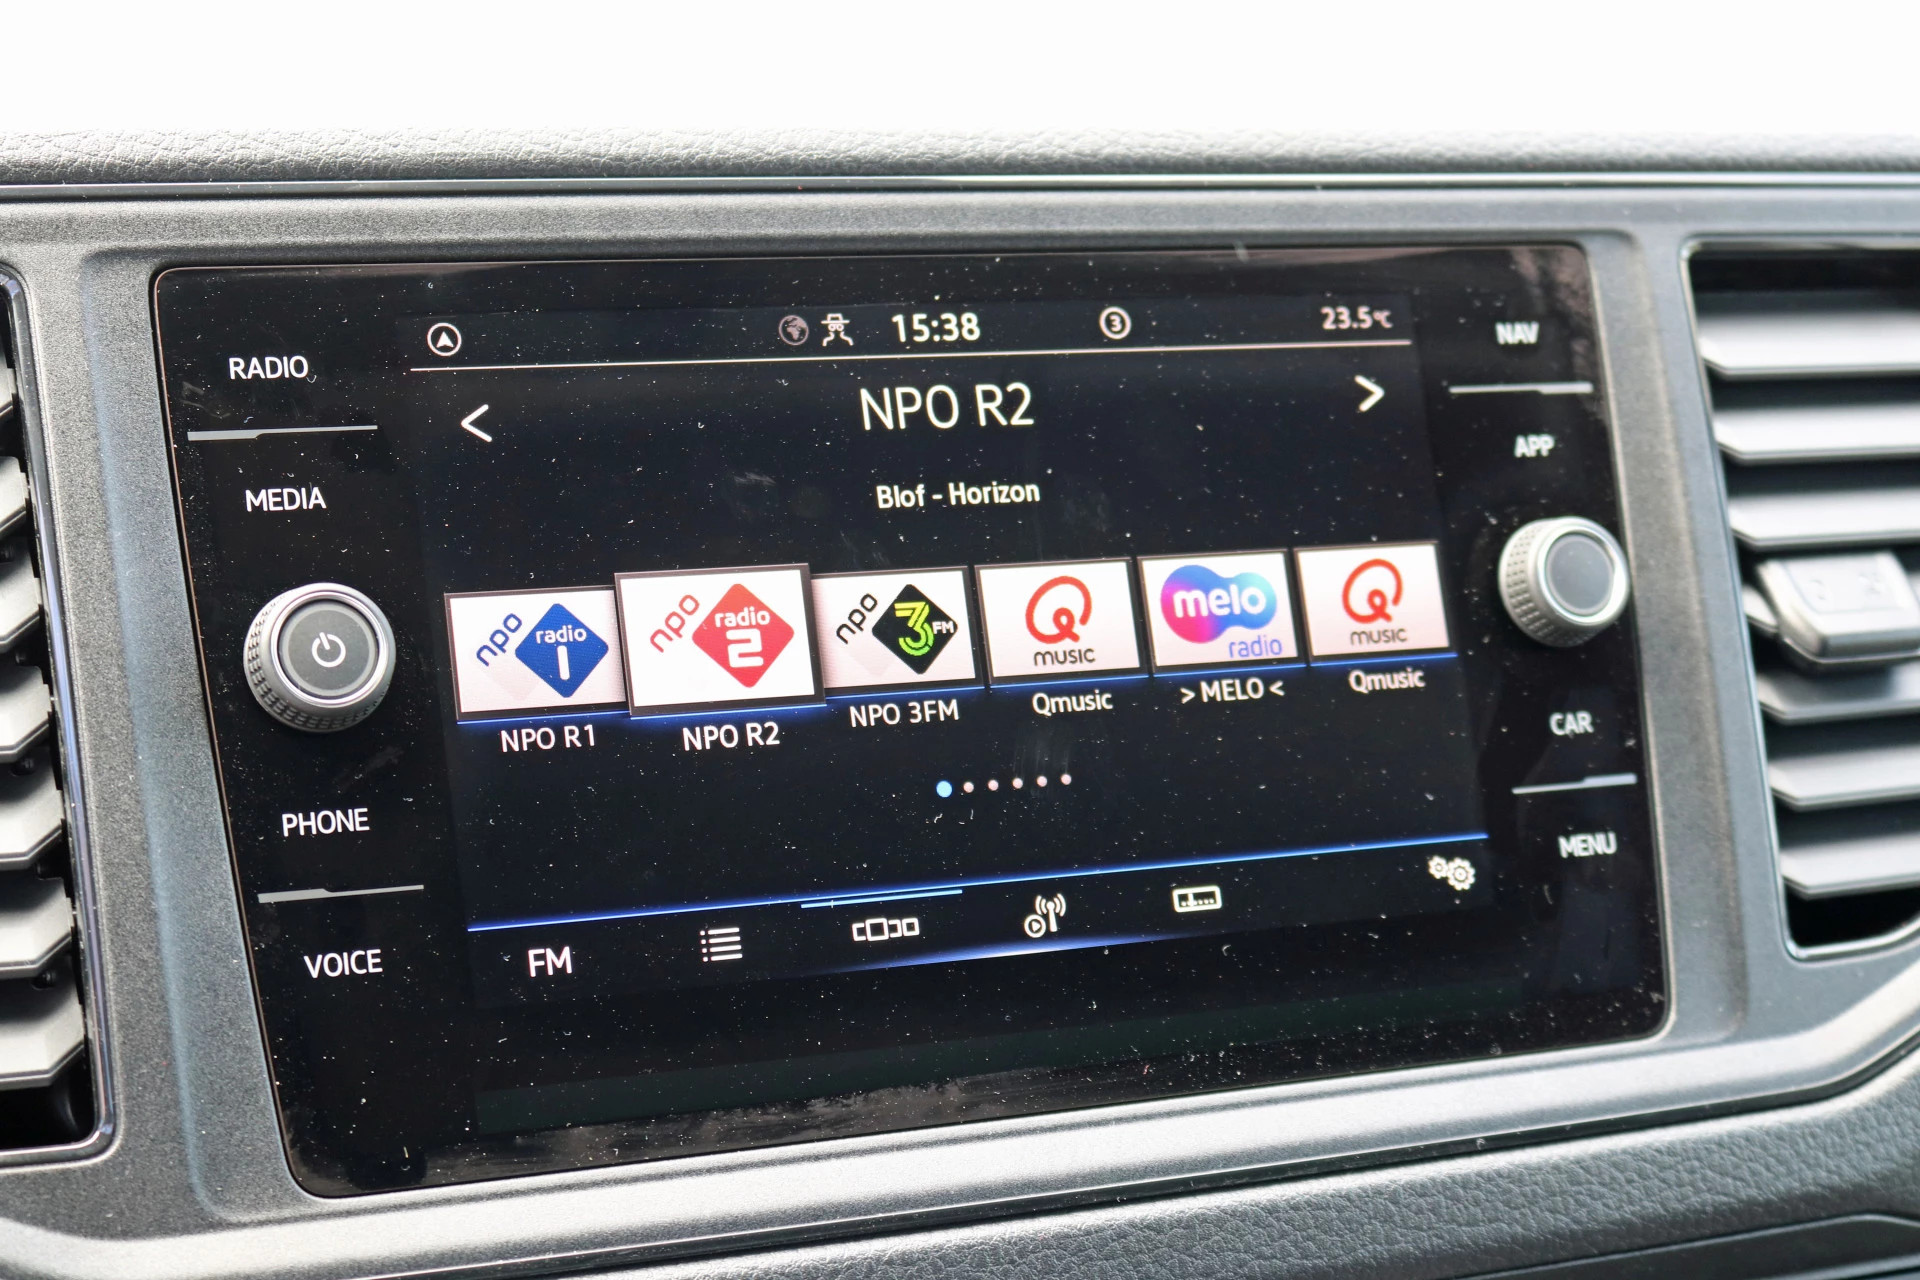 15:38
3
23.5°C
RADIO
MEDIA
PHONE
VOICE
NAV
APP
CAR
MENU
<
NPO R2
>
Blof - Horizon
npo radio 1
npo radio 2
npo 3FM
Q MUSIC
melo radio
Q MUSIC
NPO R1
NPO R2
NPO 3FM
Qmusic
> MELO <
Qmusic
FM